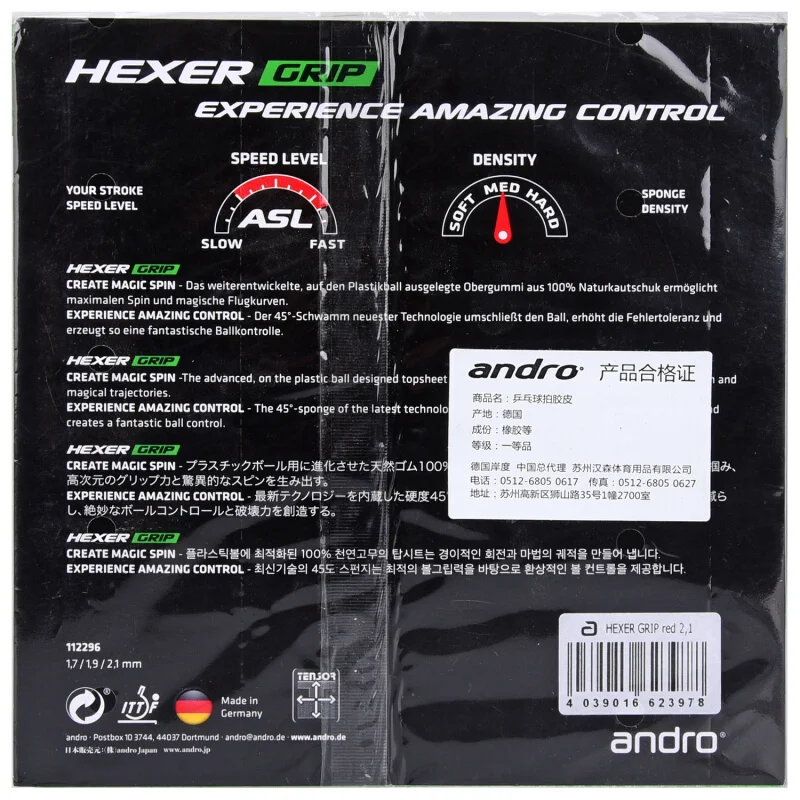 HEXER GRIP
EXPERIENCE AMAZING CONTROL
SPEED LEVEL
DENSITY
YOUR STROKE
SPEED LEVEL
ASL
SLOW FAST
SOFT MED HARD
SPONGE
DENSITY
HEXER GRIP
CREATE MAGIC SPIN - Das weiterentwickelte, auf den Plastikball ausgelegte Obergummi aus 100% Naturkautschuk ermöglicht
maximalen Spin und magische Flugkurven.
EXPERIENCE AMAZING CONTROL - Der 45°-Schwamm neuester Technologie umschließt den Ball, erhöht die Fehlertoleranz und
erzeugt so eine fantastische Ballkontrolle.
HEXER GRIP
CREATE MAGIC SPIN -The advanced, on the plastic ball designed topsheet and
magical trajectories.
EXPERIENCE AMAZING CONTROL - The 45°-sponge of the latest technolo
creates a fantastic ball control.
HEXER GRIP
CREATE MAGIC SPIN - プラスチックボール用に進化させた天然ゴム100% 掴み、
高次元のグリップ力と驚異的なスピンを生み出す。
EXPERIENCE AMAZING CONTROL - 最新テクノロジーを内蔵した硬度45 減ら
し、絶妙なボールコントロールと破壊力を創造する。
HEXER GRIP
CREATE MAGIC SPIN - 플라스틱볼에 최적화된 100% 천연고무의 탑시트는 경이적인 회전과 마법의 궤적을 만들어 냅니다.
EXPERIENCE AMAZING CONTROL - 최신기술의 45도 스펀지는 최적의 볼그립력을 바탕으로 환상적인 볼 컨트롤을 제공합니다.
andro® 产品合格证
商品名：乒乓球拍胶皮
产地：德国
成份：橡胶等
等级：一等品
德国岸度 中国总代理 苏州汉森体育用品有限公司
电话：0512-6805 0617 传真：0512-6805 0627
地址：苏州高新区狮山路35号1幢2700室
112296
1,7 / 1,9 / 2,1 mm
ITTF
Made in
Germany
TENSOR
andro · Postbox 10 3744, 44037 Dortmund · andro@andro.de · www.andro.de
日本販売元：(株)andro Japan www.andro.jp
a HEXER GRIP red 2,1
4 039016 623978
andro®